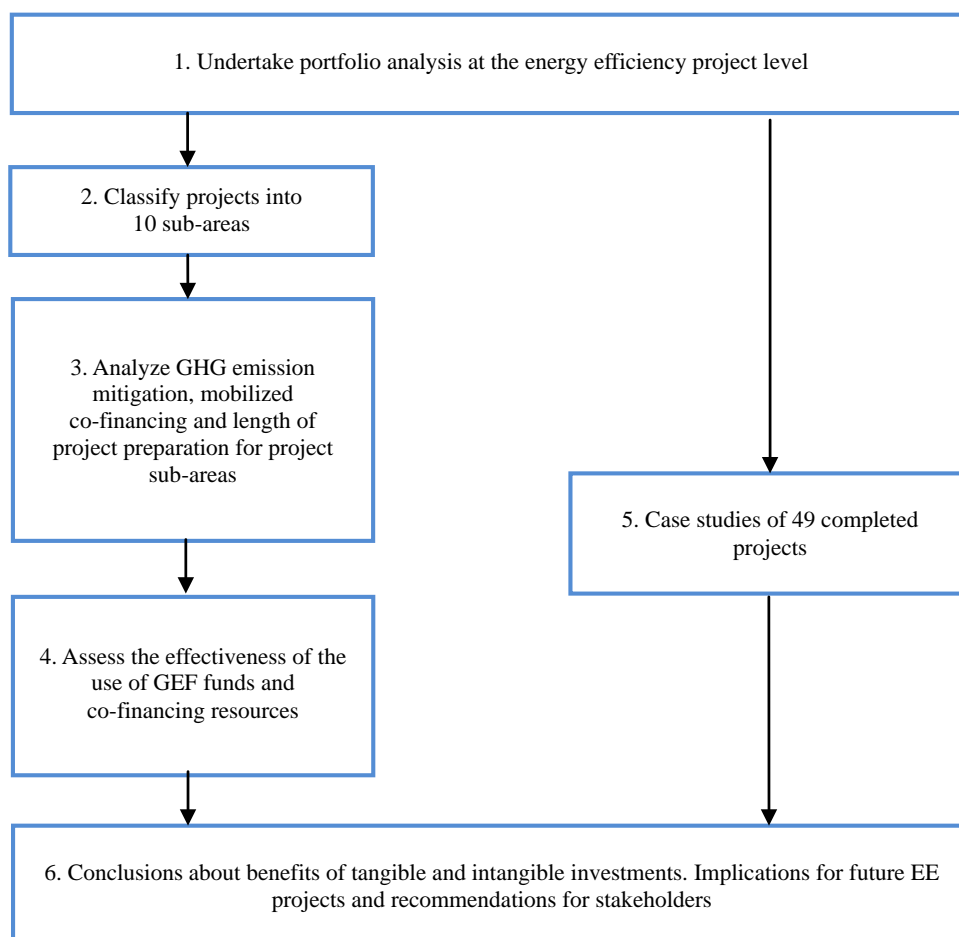 1. Undertake portfolio analysis at the energy efficiency project level
2. Classify projects into
10 sub-areas
3. Analyze GHG emission
mitigation, mobilized
co-financing and length of
project preparation for project
sub-areas
4. Assess the effectiveness of the
use of GEF funds and
co-financing resources
5. Case studies of 49 completed
projects
6. Conclusions about benefits of tangible and intangible investments. Implications for future EE
projects and recommendations for stakeholders